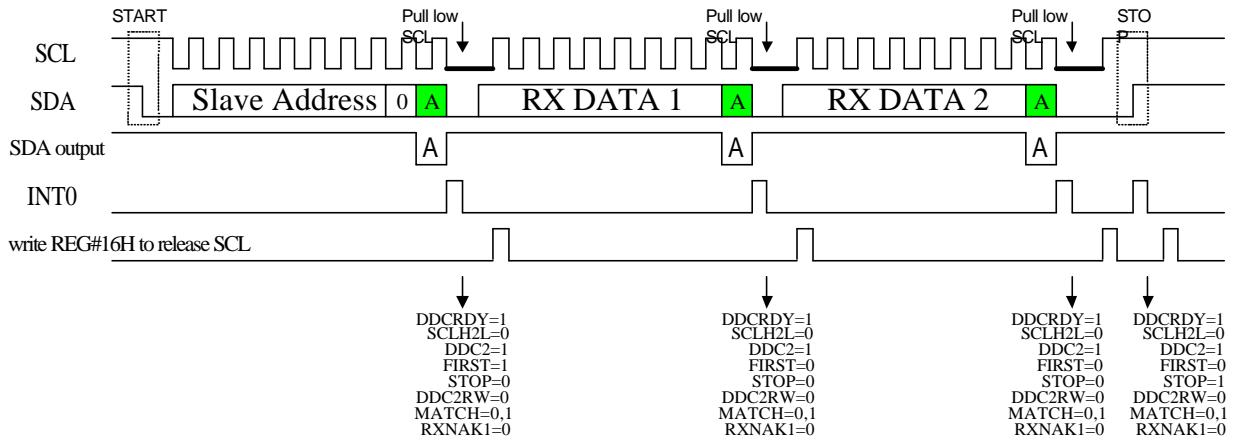 START
Pull low
SCL
Pull low
SCL
Pull low
SCL
STO
P
SCL
SDA
Slave Address
0
A
RX DATA 1
A
RX DATA 2
A
SDA output
A
A
A
INT0
write REG#16H to release SCL
DDCRDY=1
SCLH2L=0
DDC2=1
FIRST=1
STOP=0
DDC2RW=0
MATCH=0,1
RXNAK1=0
DDCRDY=1
SCLH2L=0
DDC2=1
FIRST=0
STOP=0
DDC2RW=0
MATCH=0,1
RXNAK1=0
DDCRDY=1
SCLH2L=0
DDC2=1
FIRST=0
STOP=0
DDC2RW=0
MATCH=0,1
RXNAK1=0
DDCRDY=1
SCLH2L=0
DDC2=1
FIRST=0
STOP=1
DDC2RW=0
MATCH=0,1
RXNAK1=0